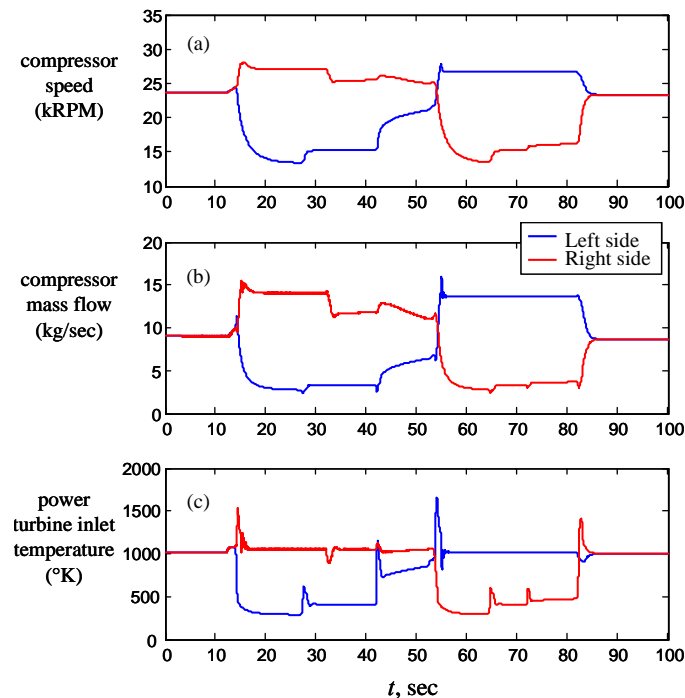 compressor
speed
(kRPM)
(a)
35
30
25
20
15
10
0 10 20 30 40 50 60 70 80 90 100
Left side
Right side
compressor
mass flow
(kg/sec)
(b)
20
15
10
5
0
0 10 20 30 40 50 60 70 80 90 100
power
turbine inlet
temperature
(°K)
(c)
2000
1500
1000
500
0
0 10 20 30 40 50 60 70 80 90 100
t, sec